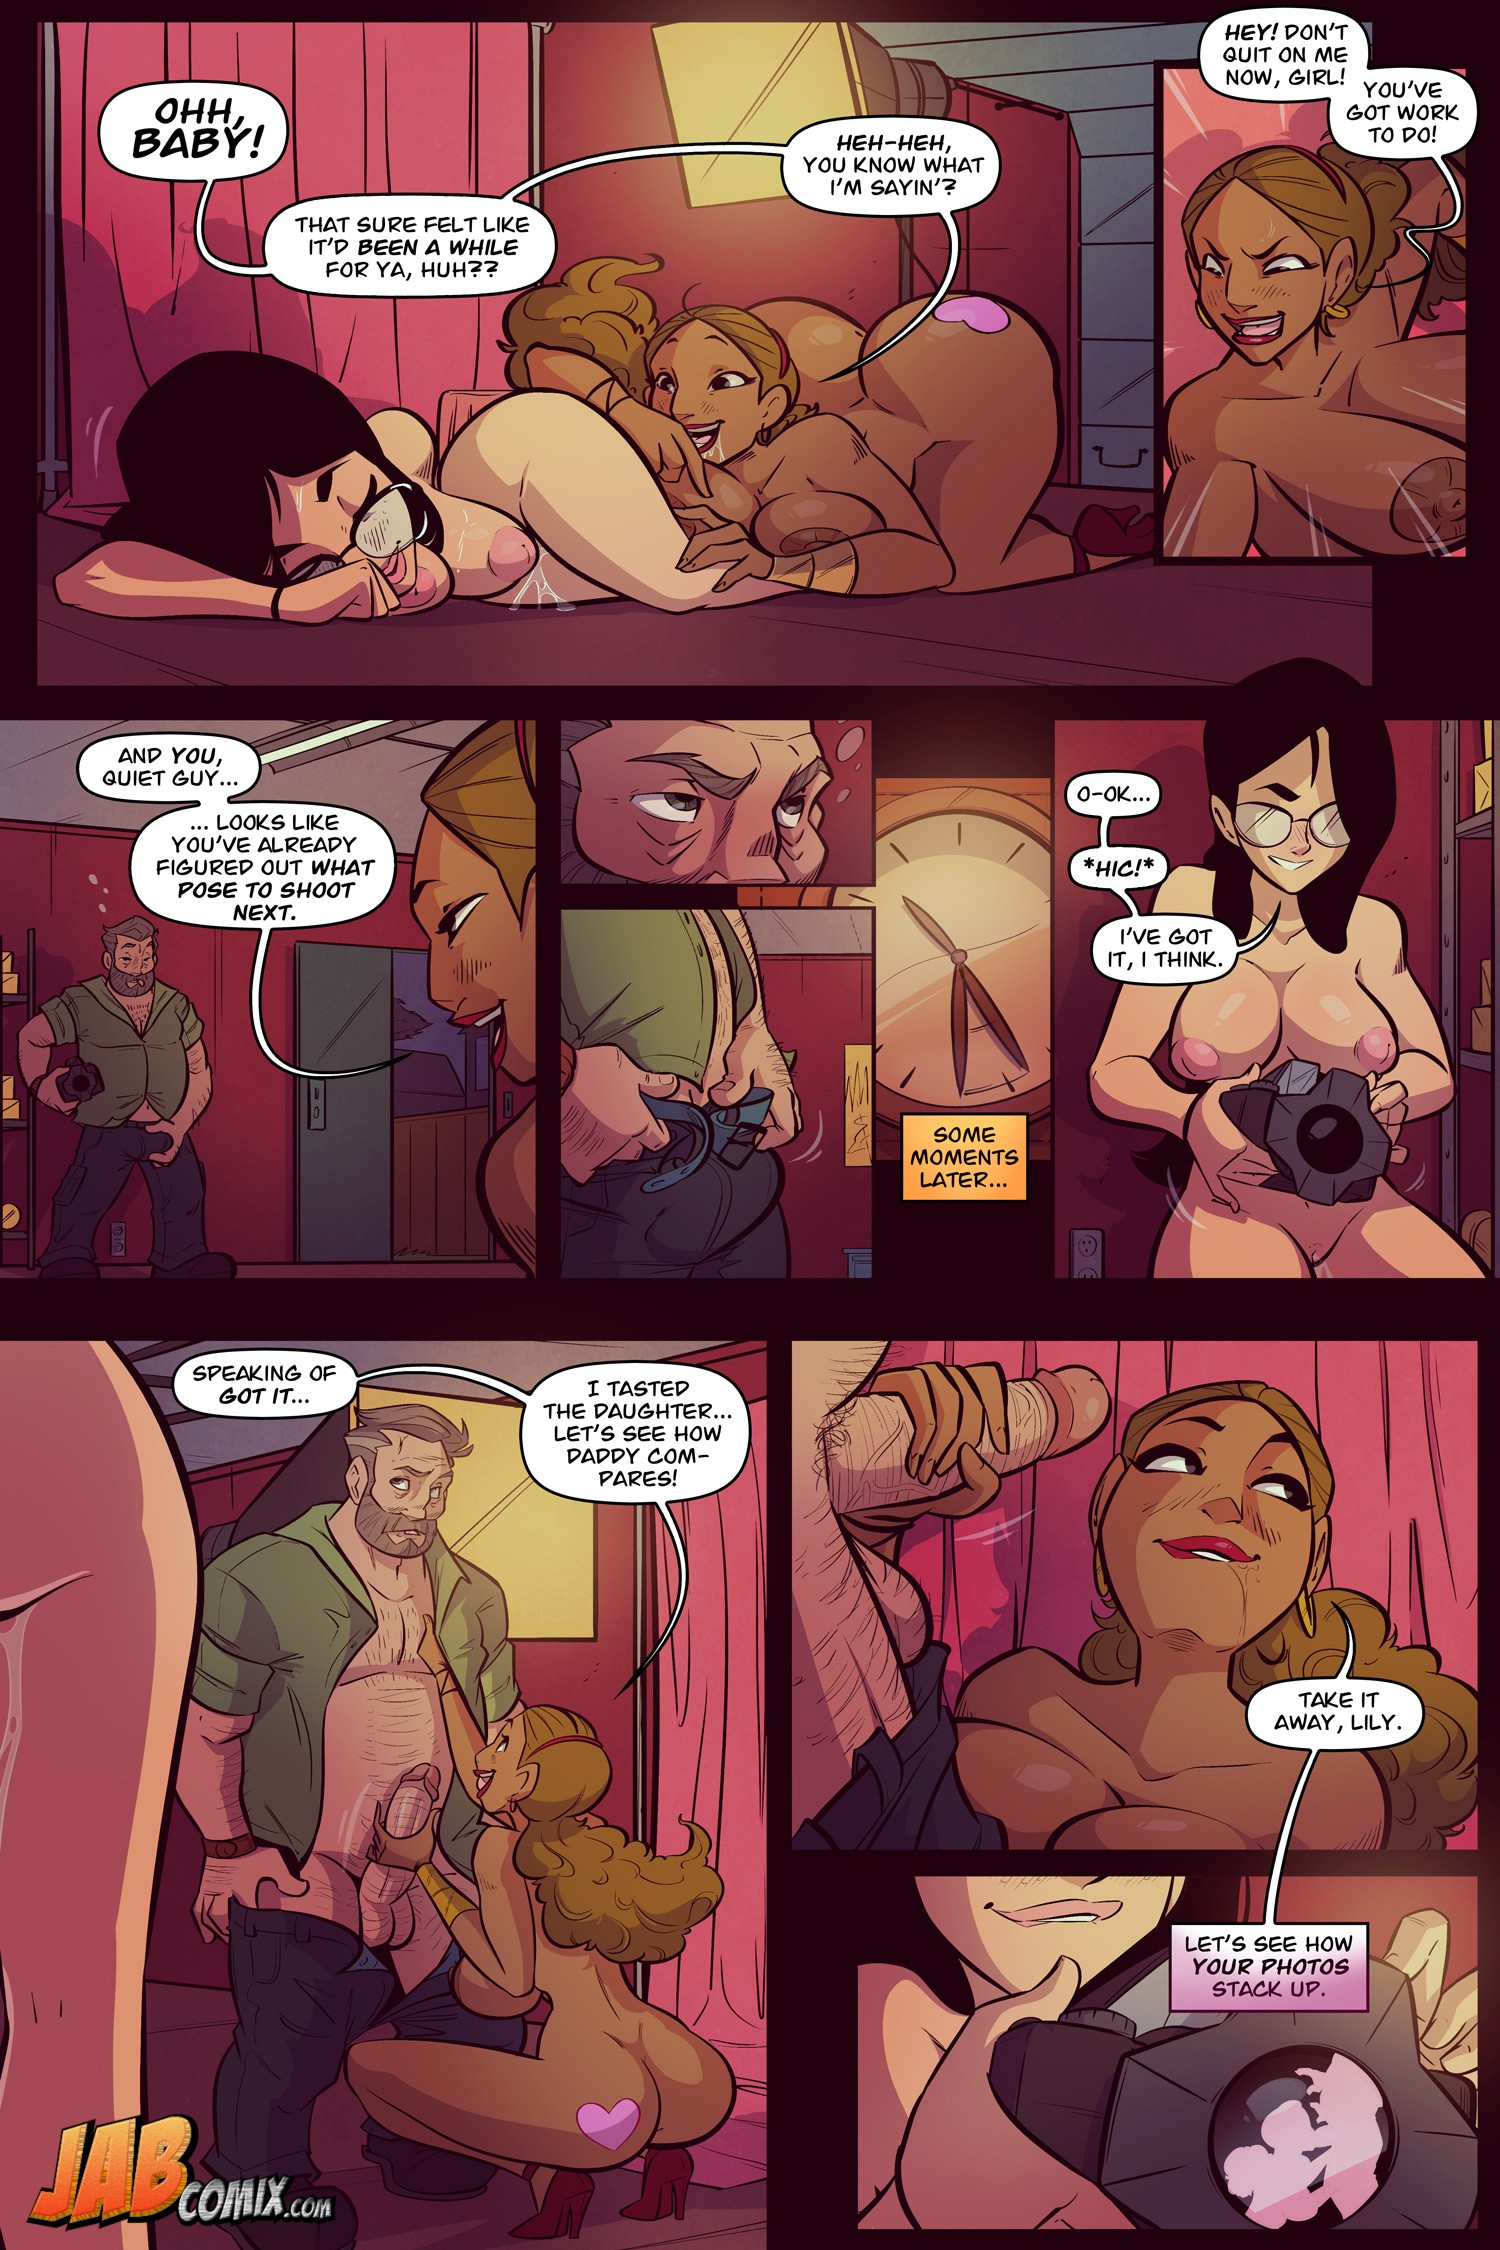 OHH,
BABY!
THAT SURE FELT LIKE
IT'D BEEN A WHILE
FOR YA, HUH??
HEH-HEH,
YOU KNOW WHAT
I'M SAYIN'?
HEY! DON'T
QUIT ON ME
NOW, GIRL!
YOU'VE
GOT WORK
TO DO!
AND YOU,
QUIET GUY...
... LOOKS LIKE
YOU'VE ALREADY
FIGURED OUT WHAT
POSE TO SHOOT
NEXT.
SOME
MOMENTS
LATER...
O-OK...
*HIC!*
I'VE GOT
IT, I THINK.
SPEAKING OF
GOT IT...
I TASTED
THE DAUGHTER...
LET'S SEE HOW
DADDY COM-
PARES!
TAKE IT
AWAY, LILY.
LET'S SEE HOW
YOUR PHOTOS
STACK UP.
JAB
COMIX.com